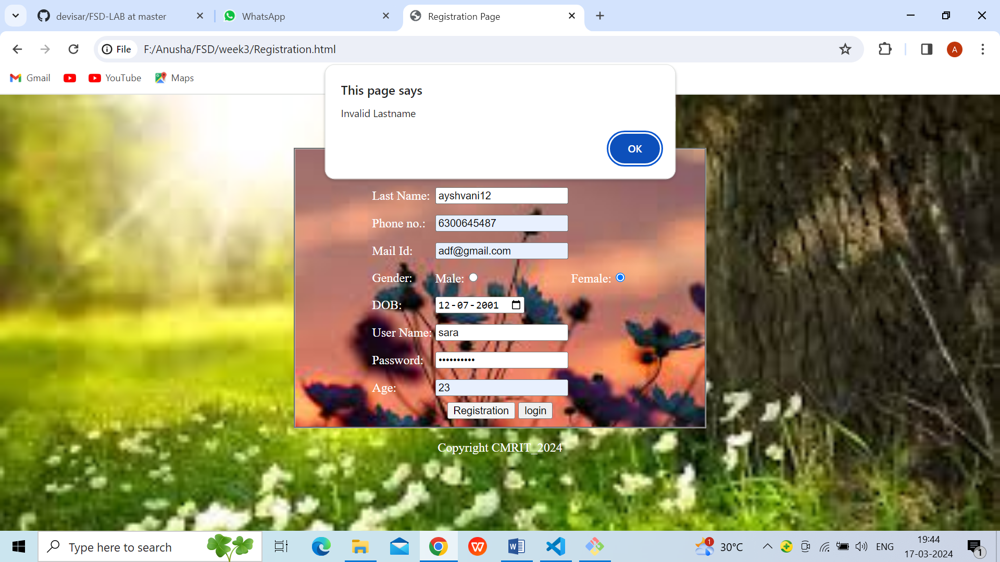 devisar/FSD-LAB at master
WhatsApp
Registration Page
File
F:/Anusha/FSD/week3/Registration.html
A
Gmail
YouTube
Maps
This page says
Invalid Lastname
OK
Last Name: ayshvani12
Phone no.: 6300645487
Mail Id: adf@gmail.com
Gender: Male: Female:
DOB: 12-07-2001
User Name: sara
Password: ••••••••••
Age: 23
Registration login
Copyright CMRIT_2024
Type here to search
W
1
30°C
ENG
19:44
17-03-2024
1